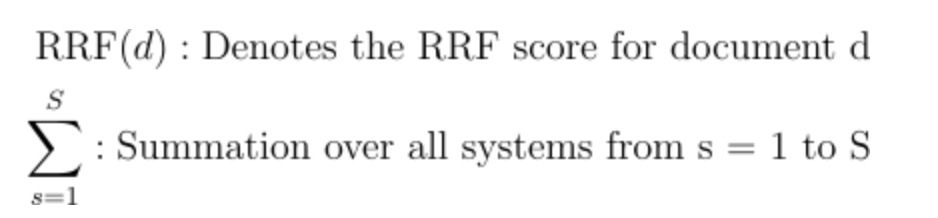 RRF(d) : Denotes the RRF score for document d
S
∑ : Summation over all systems from s = 1 to S
s=1